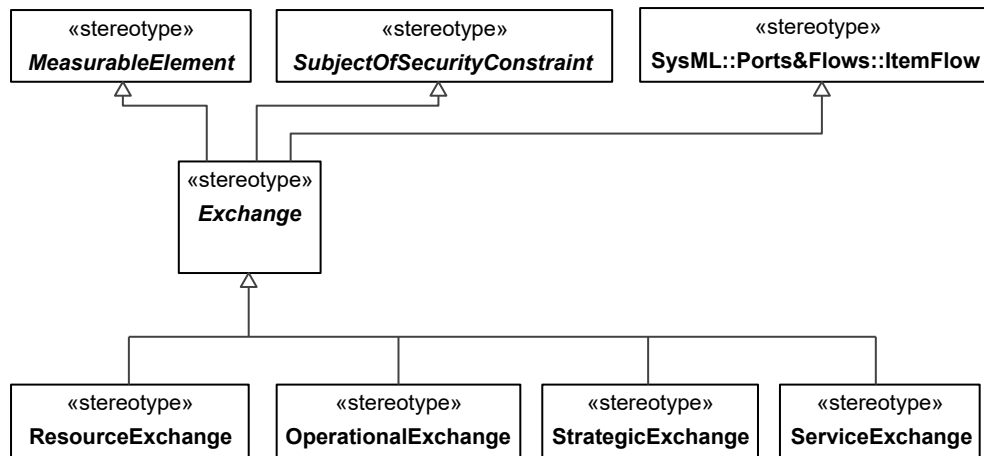 «stereotype»
MeasurableElement
«stereotype»
SubjectOfSecurityConstraint
«stereotype»
SysML::Ports&Flows::ItemFlow
«stereotype»
Exchange
«stereotype»
ResourceExchange
«stereotype»
OperationalExchange
«stereotype»
StrategicExchange
«stereotype»
ServiceExchange